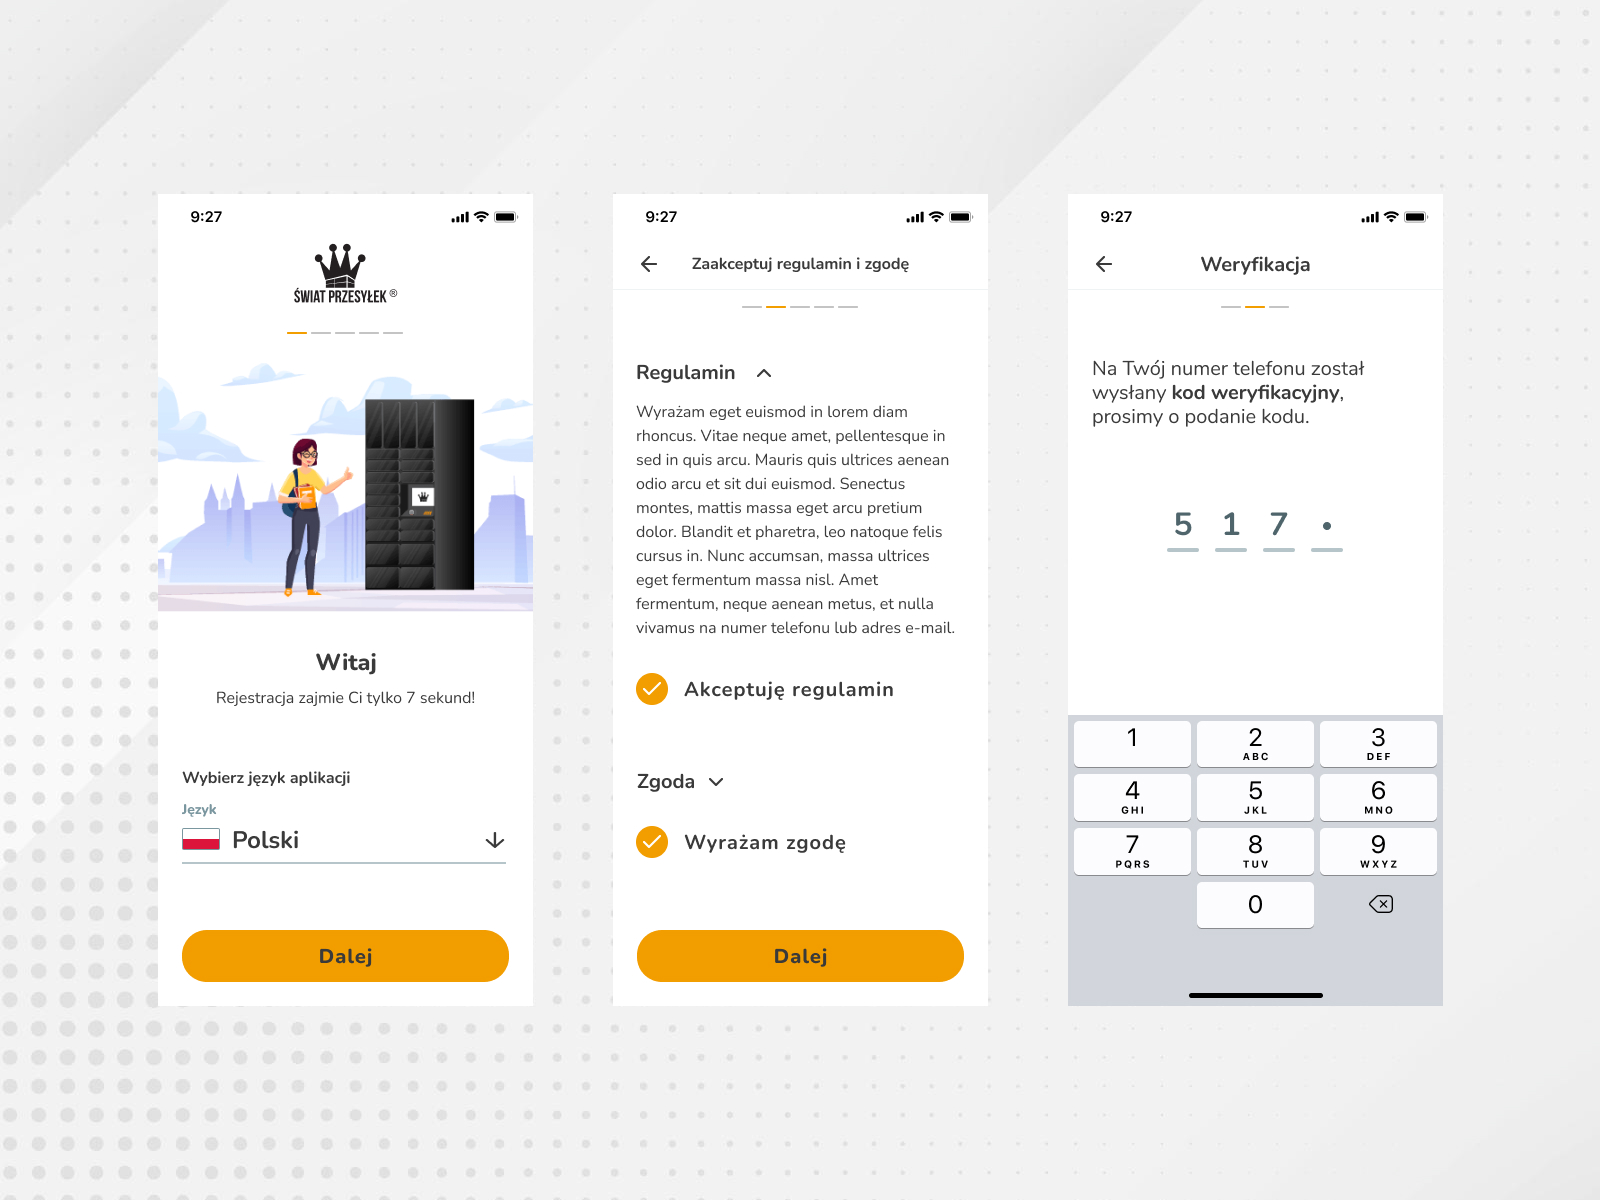 9:27
ŚWIAT PRZESYŁEK ®
Witaj
Rejestracja zajmie Ci tylko 7 sekund!
Wybierz język aplikacji
Język
Polski
Dalej
9:27
Zaakceptuj regulamin i zgodę
Regulamin
Wyrażam eget euismod in lorem diam
rhoncus. Vitae neque amet, pellentesque in
sed in quis arcu. Mauris quis ultrices aenean
odio arcu et sit dui euismod. Senectus
montes, mattis massa eget arcu pretium
dolor. Blandit et pharetra, leo natoque felis
cursus in. Nunc accumsan, massa ultrices
eget fermentum massa nisl. Amet
fermentum, neque aenean metus, et nulla
vivamus na numer telefonu lub adres e-mail.
Akceptuję regulamin
Zgoda
Wyrażam zgodę
Dalej
9:27
Weryfikacja
Na Twój numer telefonu został
wysłany kod weryfikacyjny,
prosimy o podanie kodu.
5 1 7 •
1 2 3
ABC DEF
4 5 6
GHI JKL MNO
7 8 9
PQRS TUV WXYZ
0